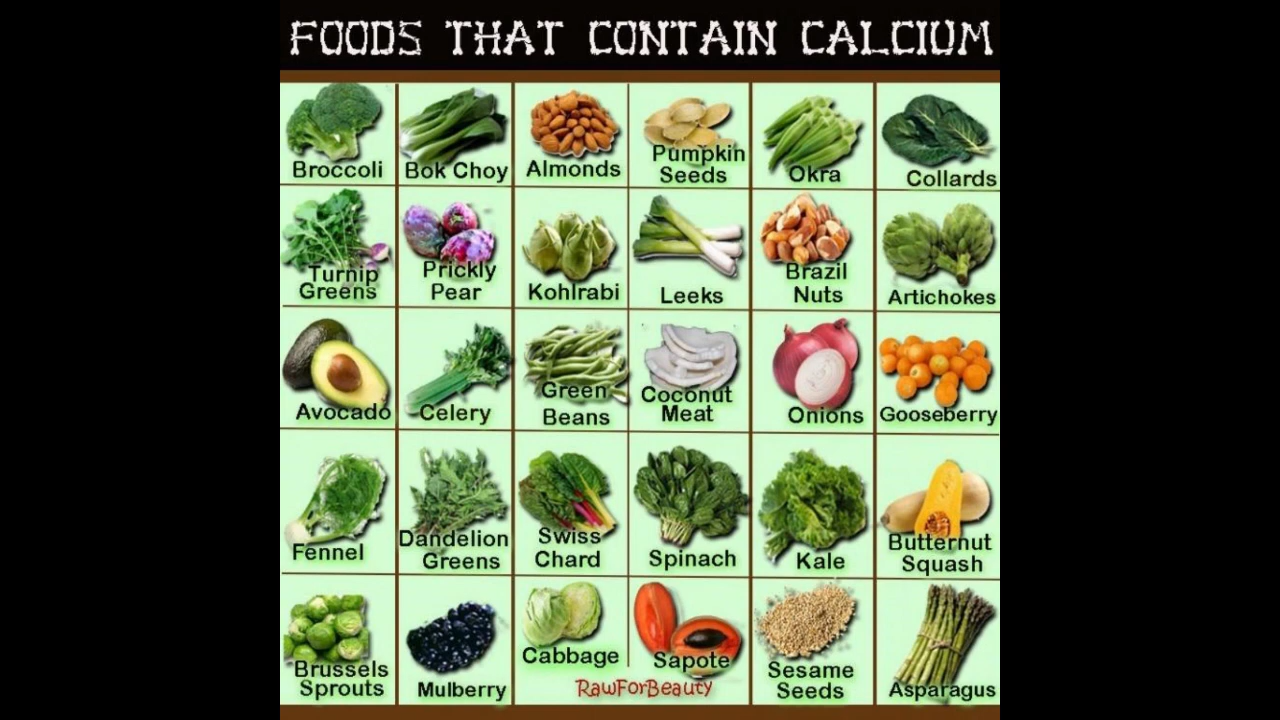 FOODS THAT CONTAIN CALCIUM
Broccoli
Bok Choy
Almonds
Pumpkin
Seeds
Okra
Collards
Turnip
Greens
Prickly
Pear
Kohlrabi
Leeks
Brazil
Nuts
Artichokes
Avocado
Celery
Green
Beans
Coconut
Meat
Onions
Gooseberry
Fennel
Dandelion
Greens
Swiss
Chard
Spinach
Kale
Butternut
Squash
Brussels
Sprouts
Mulberry
Cabbage
Sapote
Sesame
Seeds
Asparagus
RawForBeauty